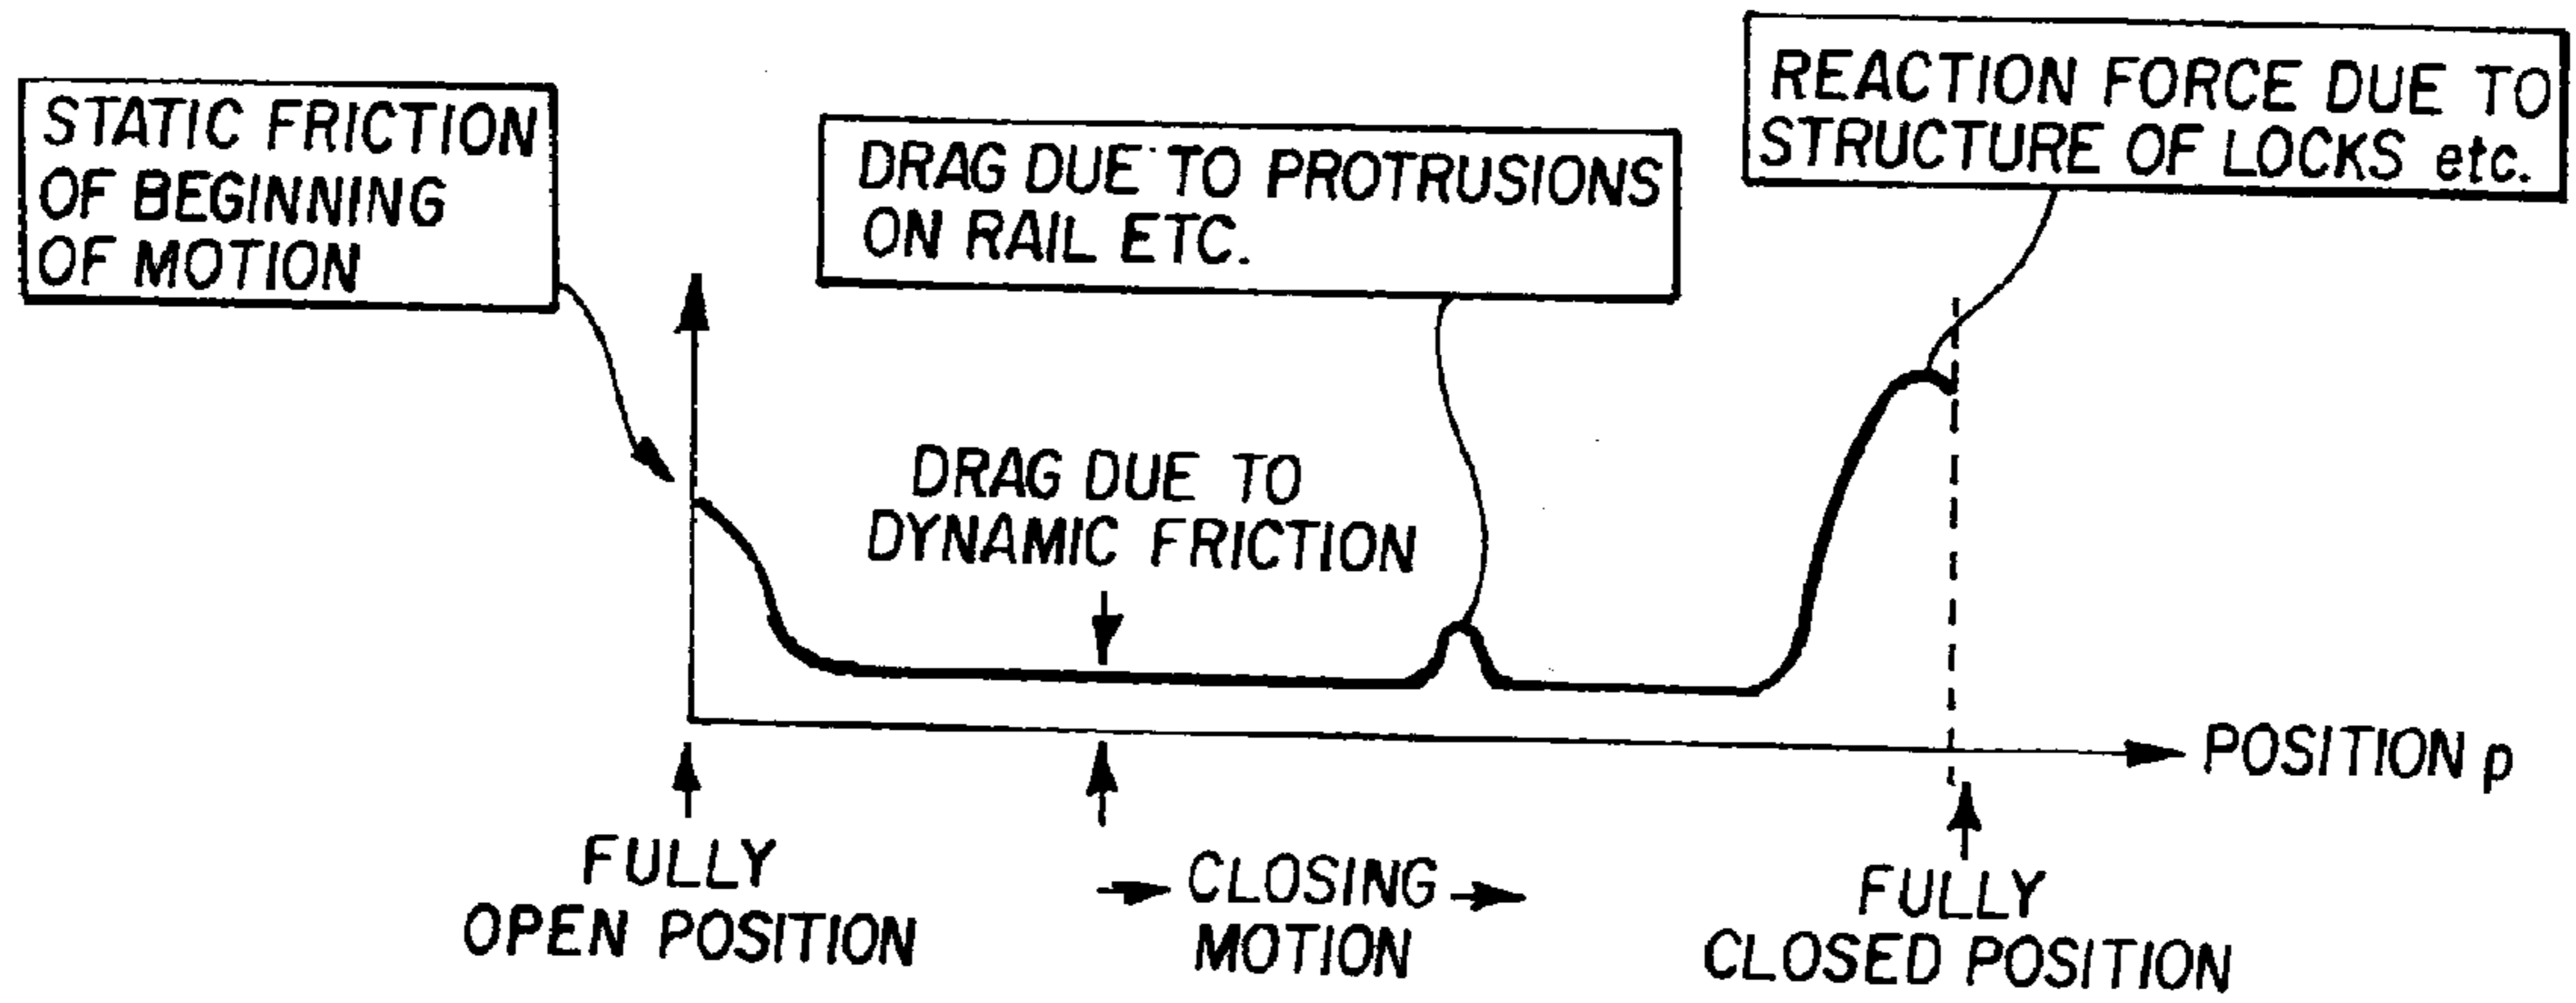 STATIC FRICTION
OF BEGINNING
OF MOTION
DRAG DUE TO PROTRUSIONS
ON RAIL ETC.
REACTION FORCE DUE TO
STRUCTURE OF LOCKS etc.
DRAG DUE TO
DYNAMIC FRICTION
POSITION p
FULLY
OPEN POSITION
CLOSING
MOTION
FULLY
CLOSED POSITION